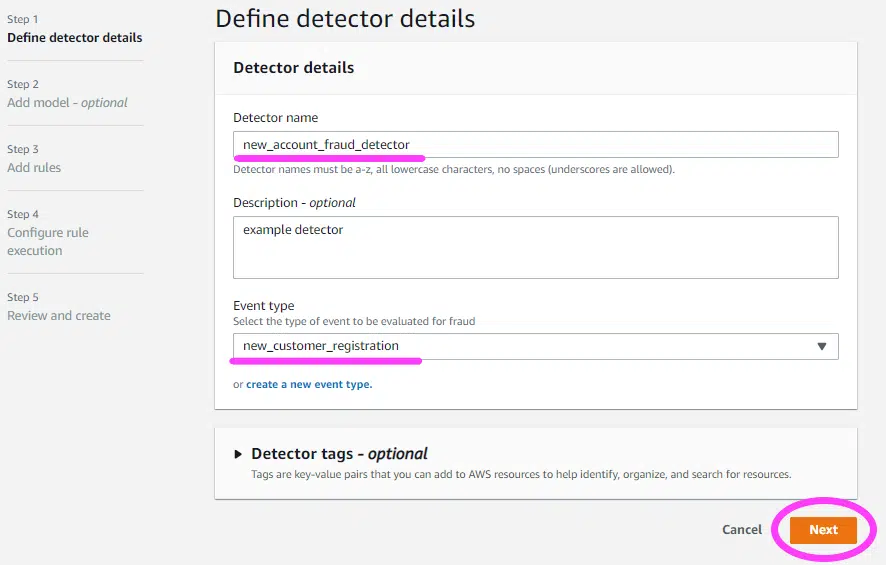 Step 1
Define detector details
Step 2
Add model - optional
Step 3
Add rules
Step 4
Configure rule
execution
Step 5
Review and create
Define detector details
Detector details
Detector name
new_account_fraud_detector
Detector names must be a-z, all lowercase characters, no spaces (underscores are allowed).
Description - optional
example detector
Event type
Select the type of event to be evaluated for fraud
new_customer_registration
or create a new event type.
Detector tags - optional
Tags are key-value pairs that you can add to AWS resources to help identify, organize, and search for resources.
Cancel
Next